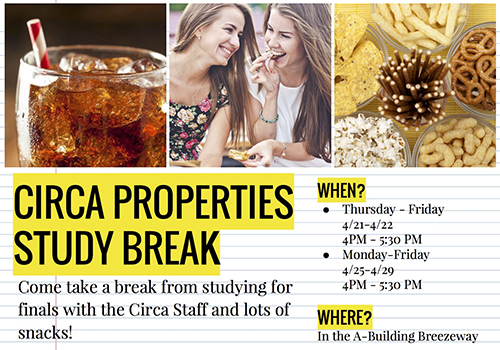 CIRCA PROPERTIES
STUDY BREAK
Come take a break from studying for
finals with the Circa Staff and lots of
snacks!
WHEN?
● Thursday - Friday
4/21-4/22
4PM - 5:30 PM
● Monday-Friday
4/25-4/29
4PM - 5:30 PM
WHERE?
In the A-Building Breezeway